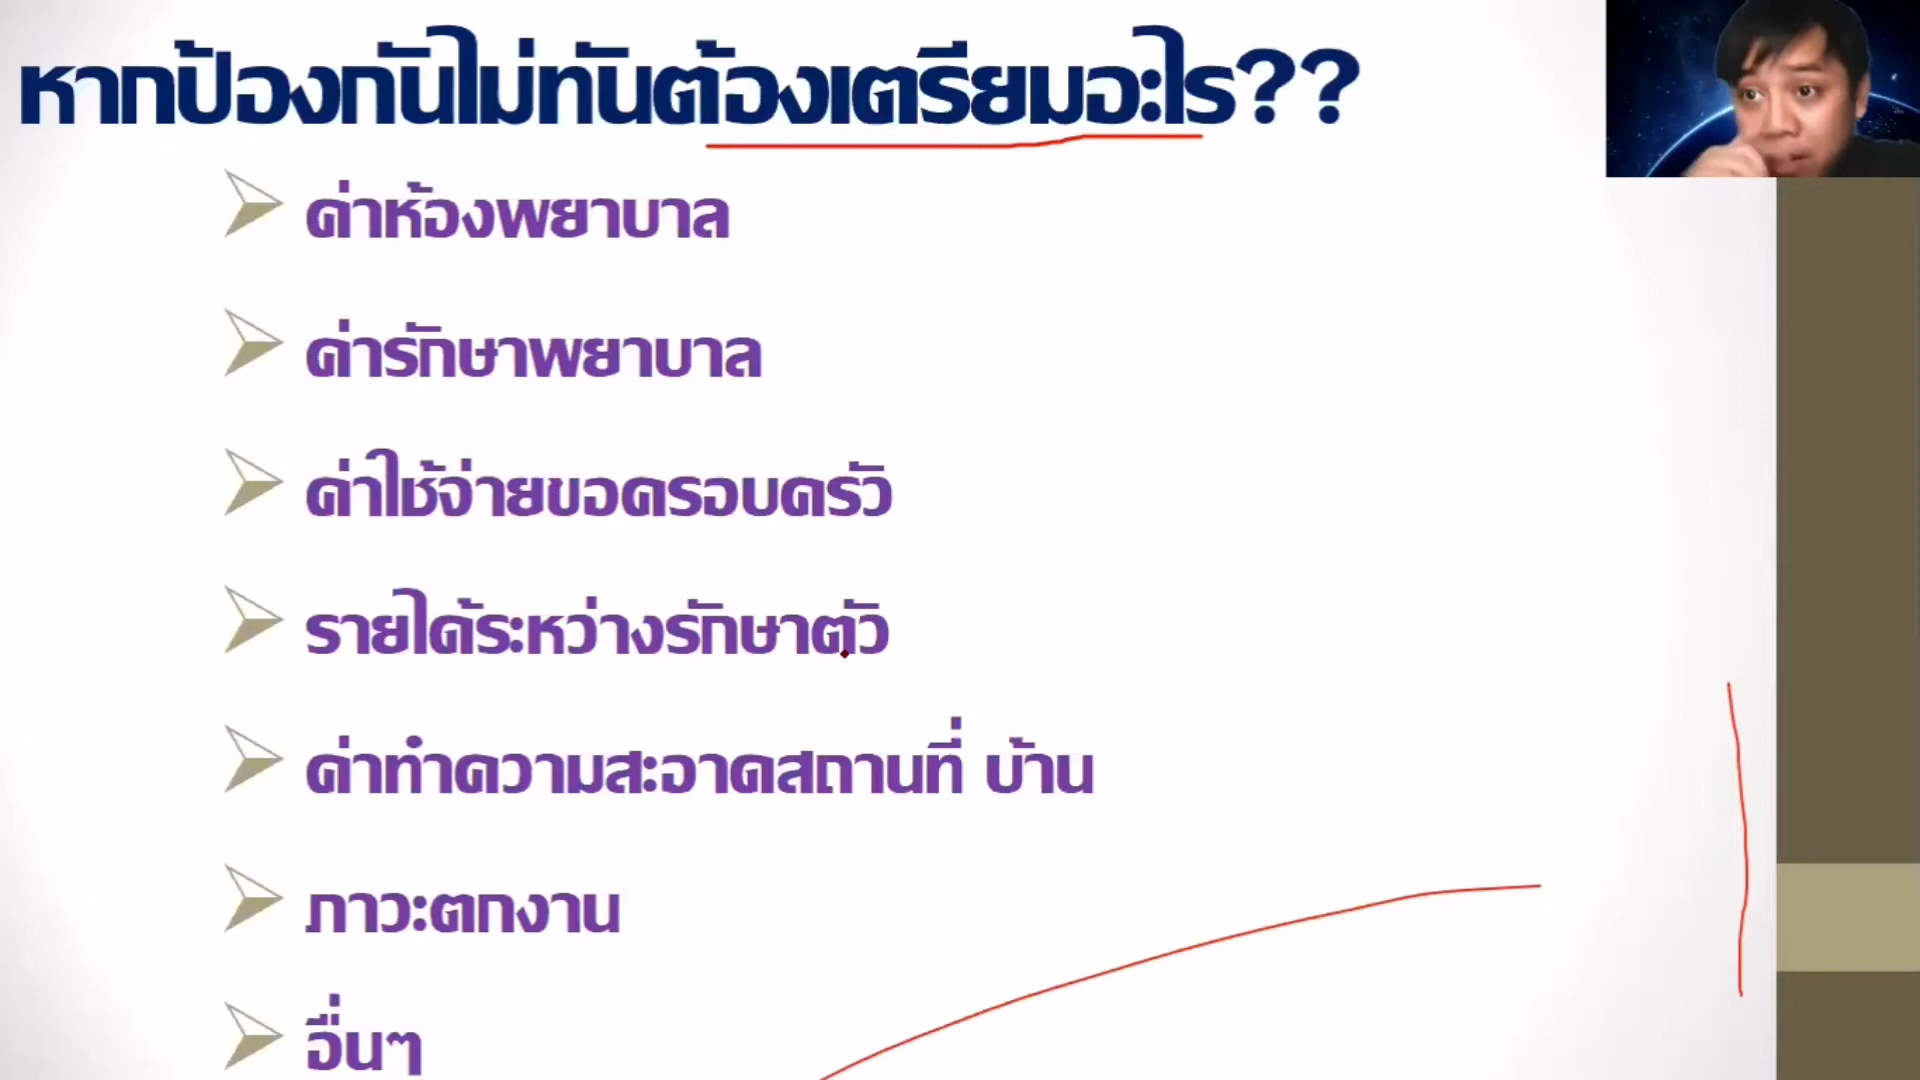 หากป้องกันไม่ทันต้องเตรียมอะไร??
ค่าห้องพยาบาล
ค่ารักษาพยาบาล
ค่าใช้จ่ายขอครอบครัว
รายได้ระหว่างรักษาตัว
ค่าทำความสะอาดสถานที่ บ้าน
ภาวะตกงาน
อื่นๆ